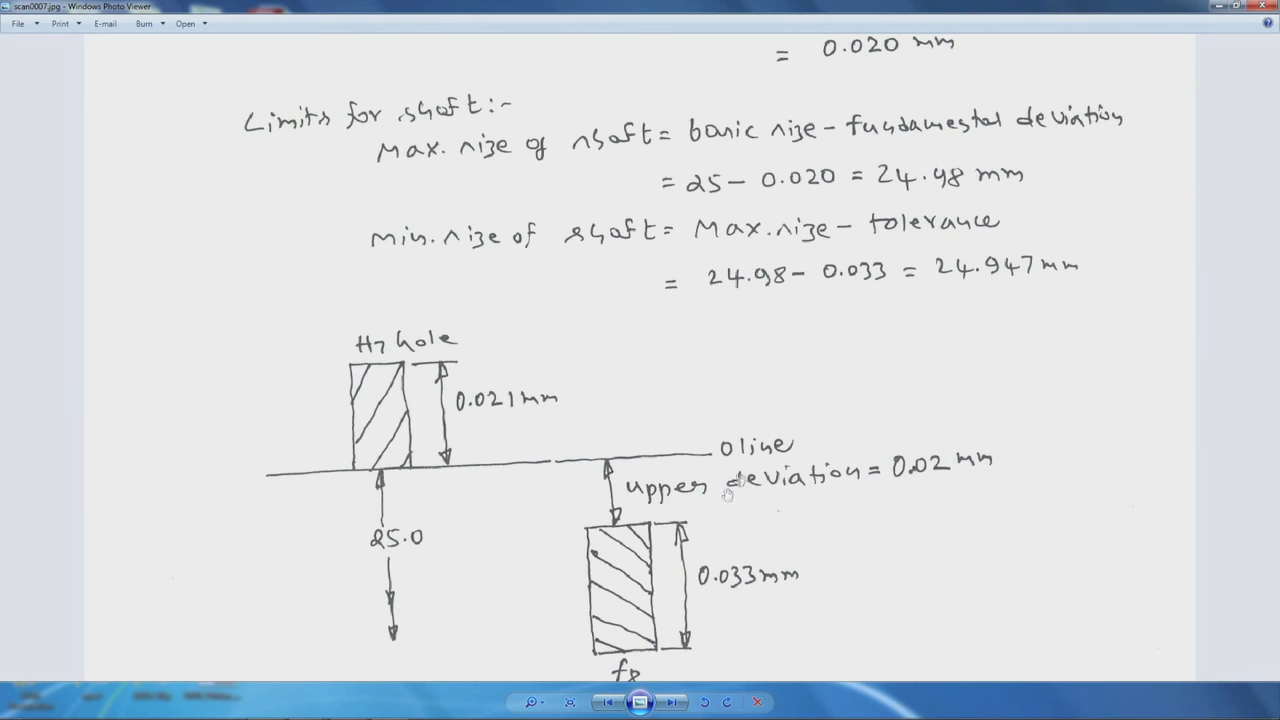 scan0007.jpg - Windows Photo Viewer
File Print E-mail Burn Open
= 0.020 mm
Limits for shaft:-
Max. size of shaft = basic size - fundamental deviation
= 25 - 0.020 = 24.98 mm
Min. size of shaft = Max. size - tolerance
= 24.98 - 0.033 = 24.947 mm
H7 hole
0.021 mm
0 line
upper deviation = 0.02 mm
25.0
0.033 mm
f8